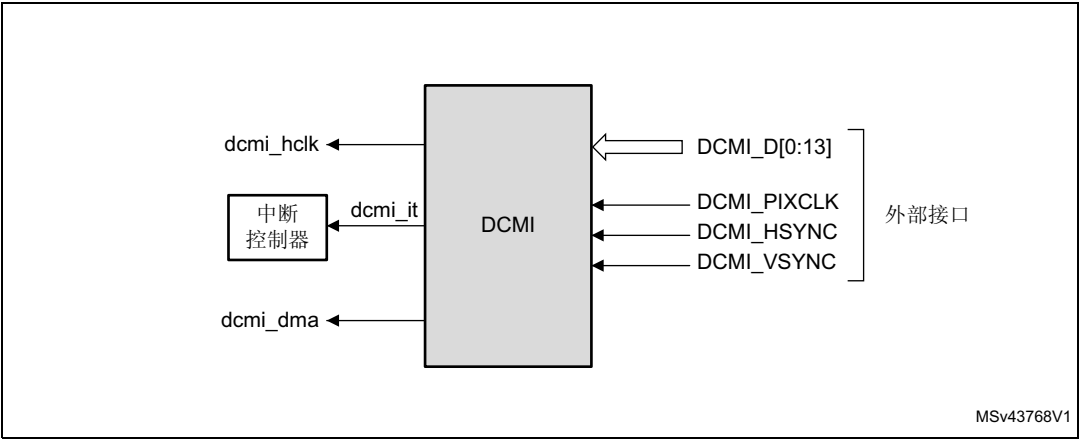 dcmi_hclk
DCMI_D[0:13]
中断
控制器
dcmi_it
DCMI
DCMI_PIXCLK
DCMI_HSYNC
DCMI_VSYNC
外部接口
dcmi_dma
MSv43768V1